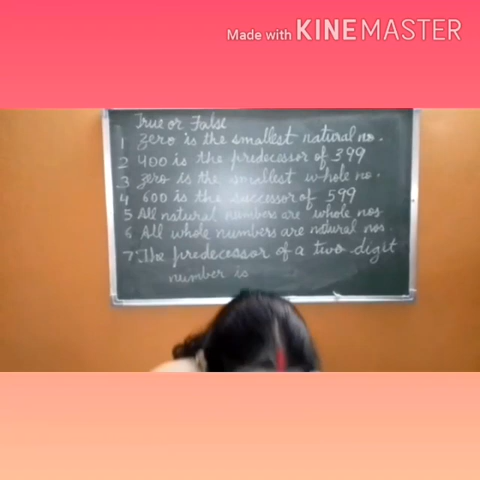 Made with KINEMASTER
True or False
1 Zero is the smallest natural no.
2 400 is the predecessor of 399
3 Zero is the smallest whole no.
4 600 is the successor of 599
5 All natural numbers are whole nos
6 All whole numbers are natural nos.
7. The predecessor of a two digit
number is